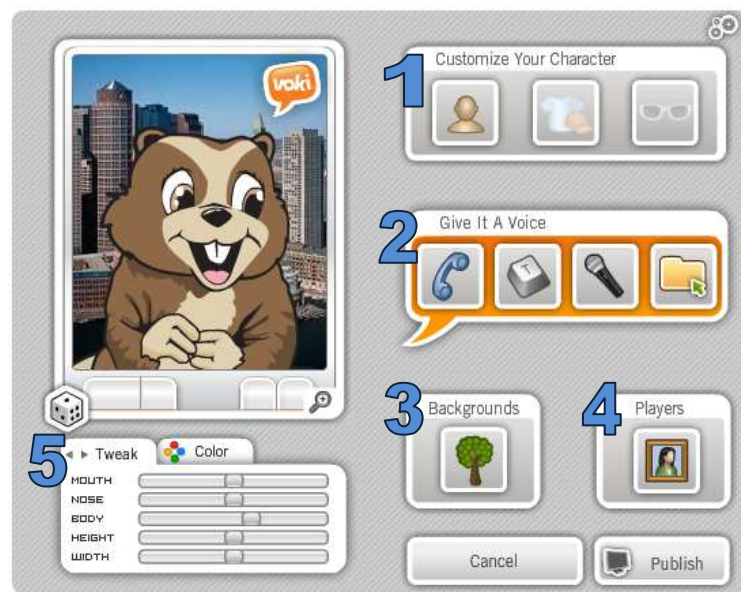 1
Customize Your Character
voki
2
Give It A Voice
T
3
Backgrounds
4
Players
5
Tweak
Color
MOUTH
NOSE
BODY
HEIGHT
WIDTH
Cancel
Publish